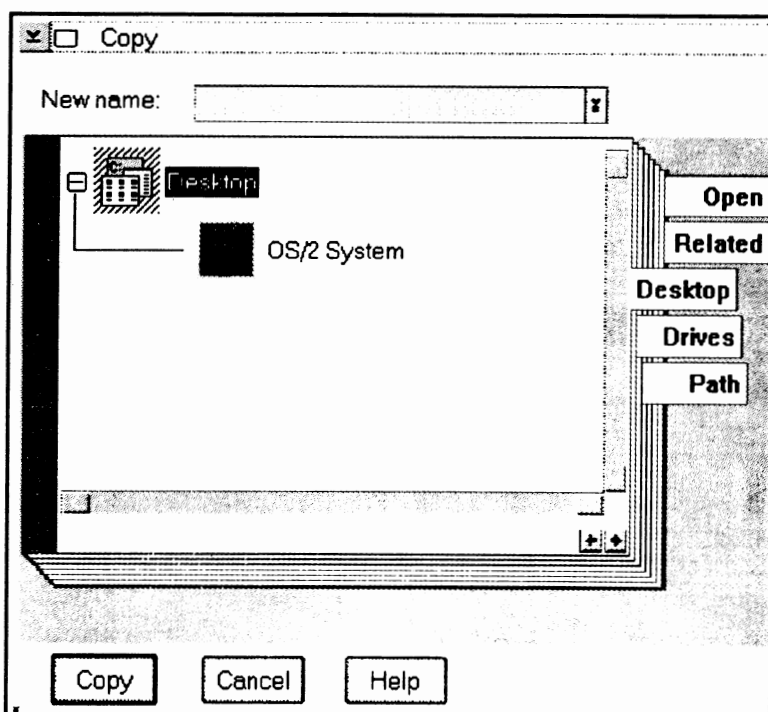 Copy
New name:
Desktop
OS/2 System
Open
Related
Desktop
Drives
Path
Copy
Cancel
Help